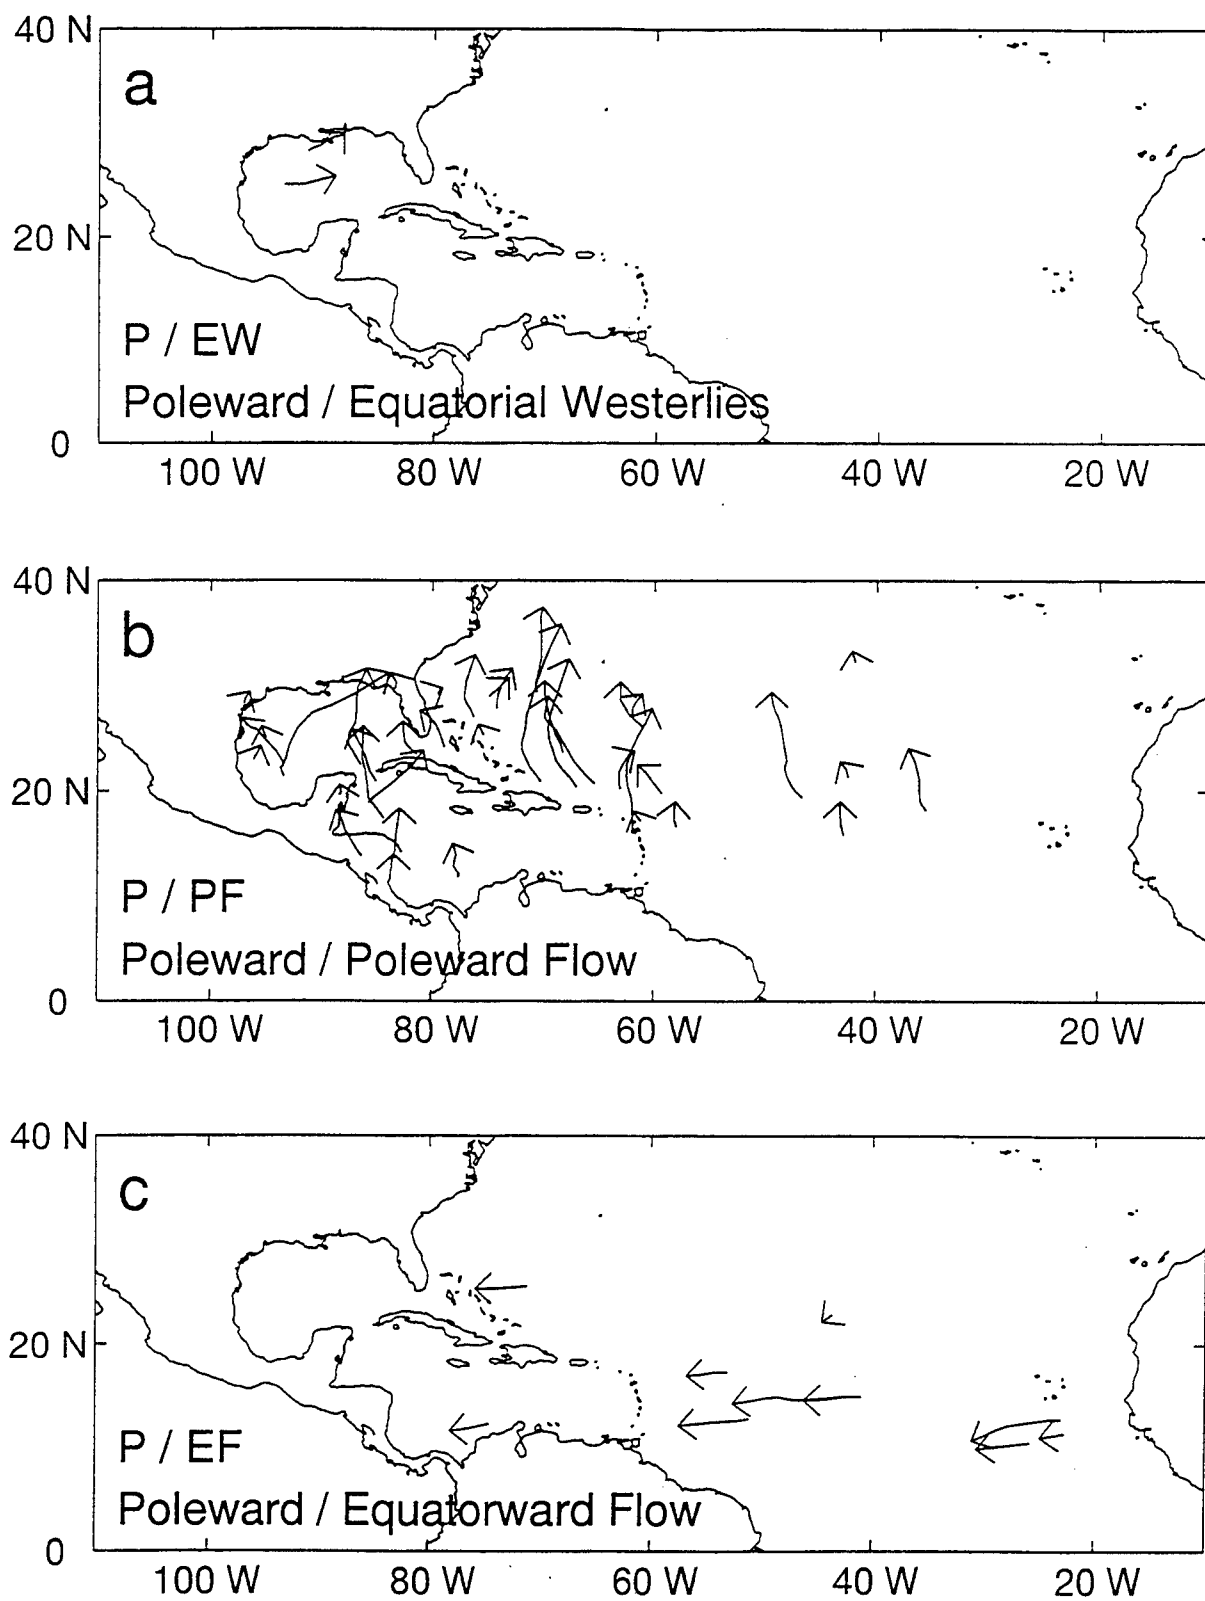 40 N
a
20 N
P / EW
Poleward / Equatorial Westerlies
0
100 W 80 W 60 W 40 W 20 W
40 N
b
20 N
P / PF
Poleward / Poleward Flow
0
100 W 80 W 60 W 40 W 20 W
40 N
c
20 N
P / EF
Poleward / Equatorward Flow
0
100 W 80 W 60 W 40 W 20 W